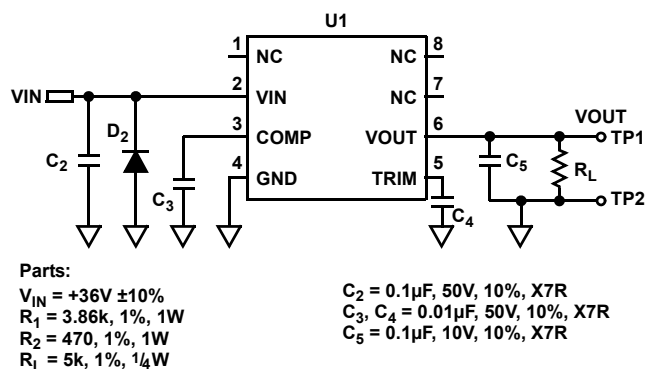 U1
1 NC NC 8
VIN 2 VIN NC 7
D2 3 COMP VOUT 6 VOUT TP1
C2 C3 4 GND TRIM 5 C4 C5 RL TP2
Parts:
VIN = +36V ±10%
R1 = 3.86k, 1%, 1W
R2 = 470, 1%, 1W
RL = 5k, 1%, 1/4W
C2 = 0.1µF, 50V, 10%, X7R
C3, C4 = 0.01µF, 50V, 10%, X7R
C5 = 0.1µF, 10V, 10%, X7R